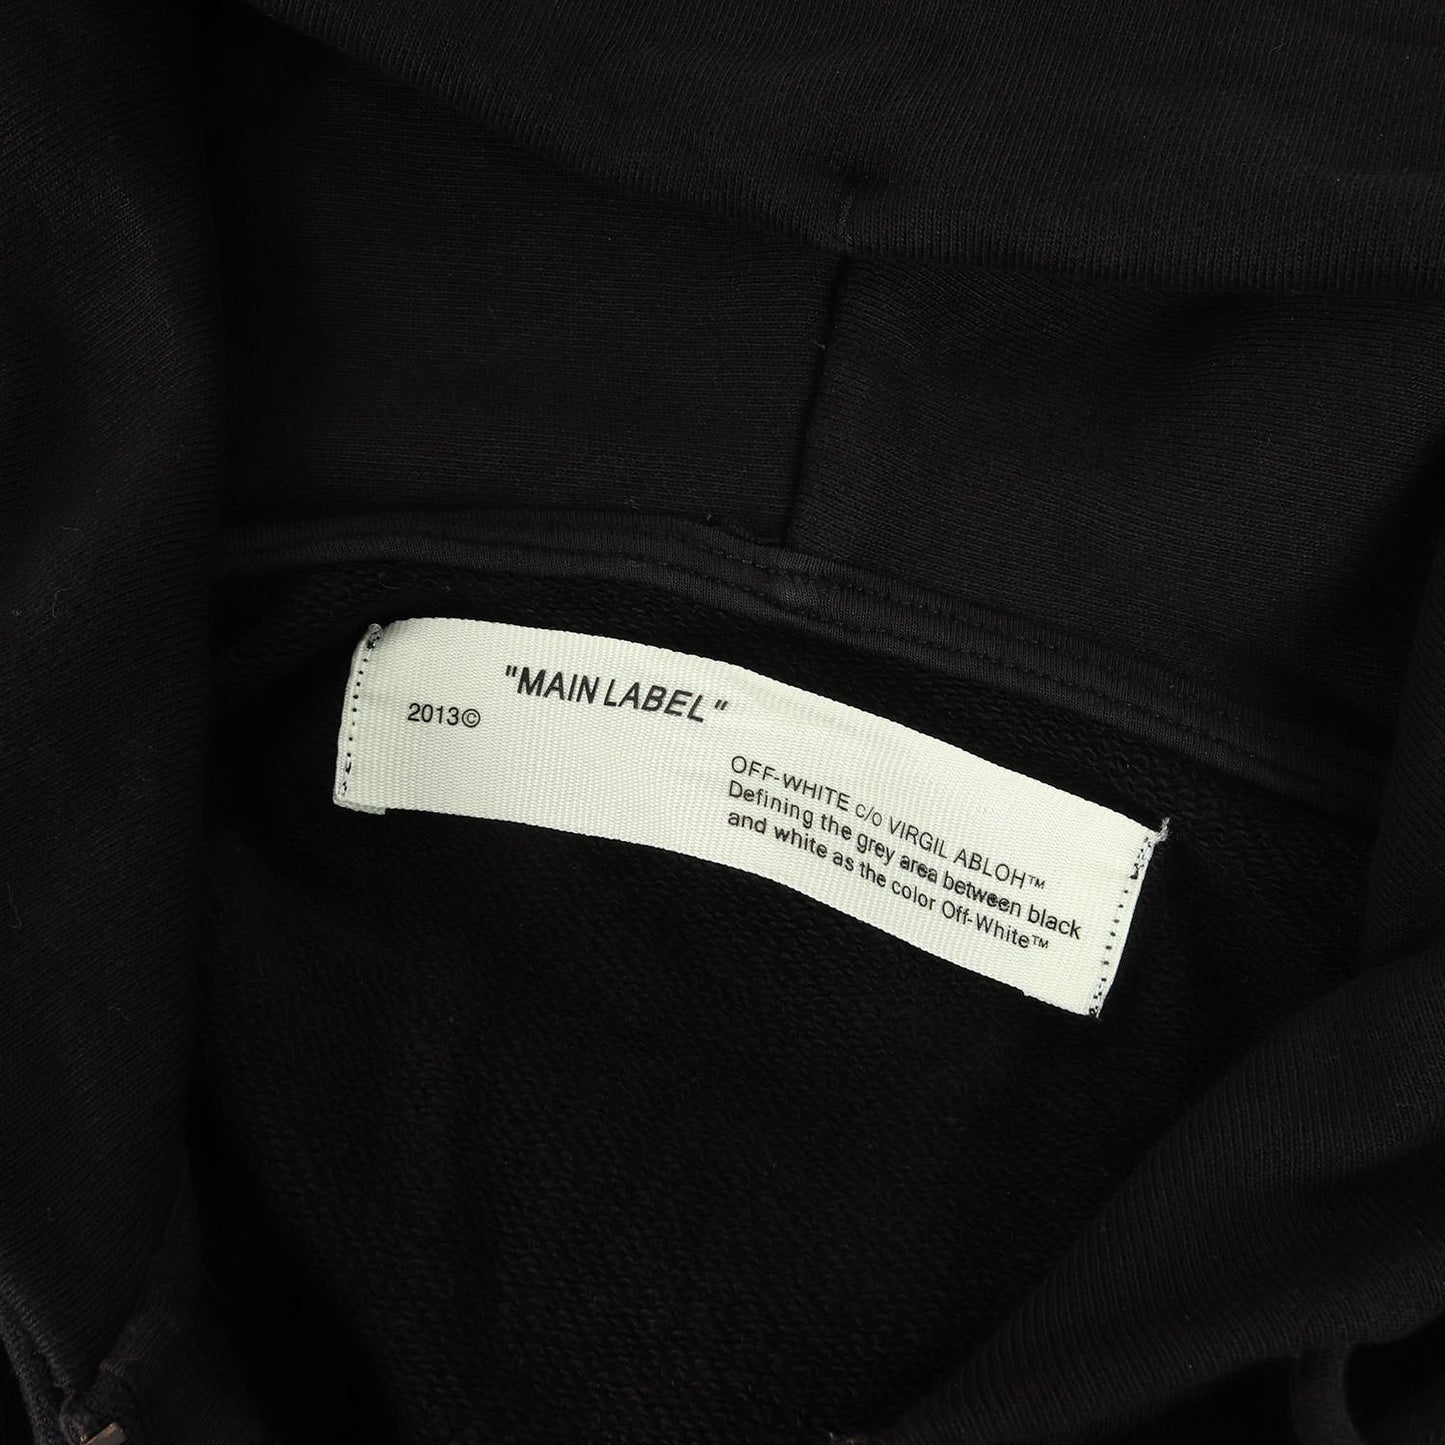 "MAIN LABEL"
2013©
OFF-WHITE c/o VIRGIL ABLOH™
Defining the grey area between black
and white as the color Off-White™